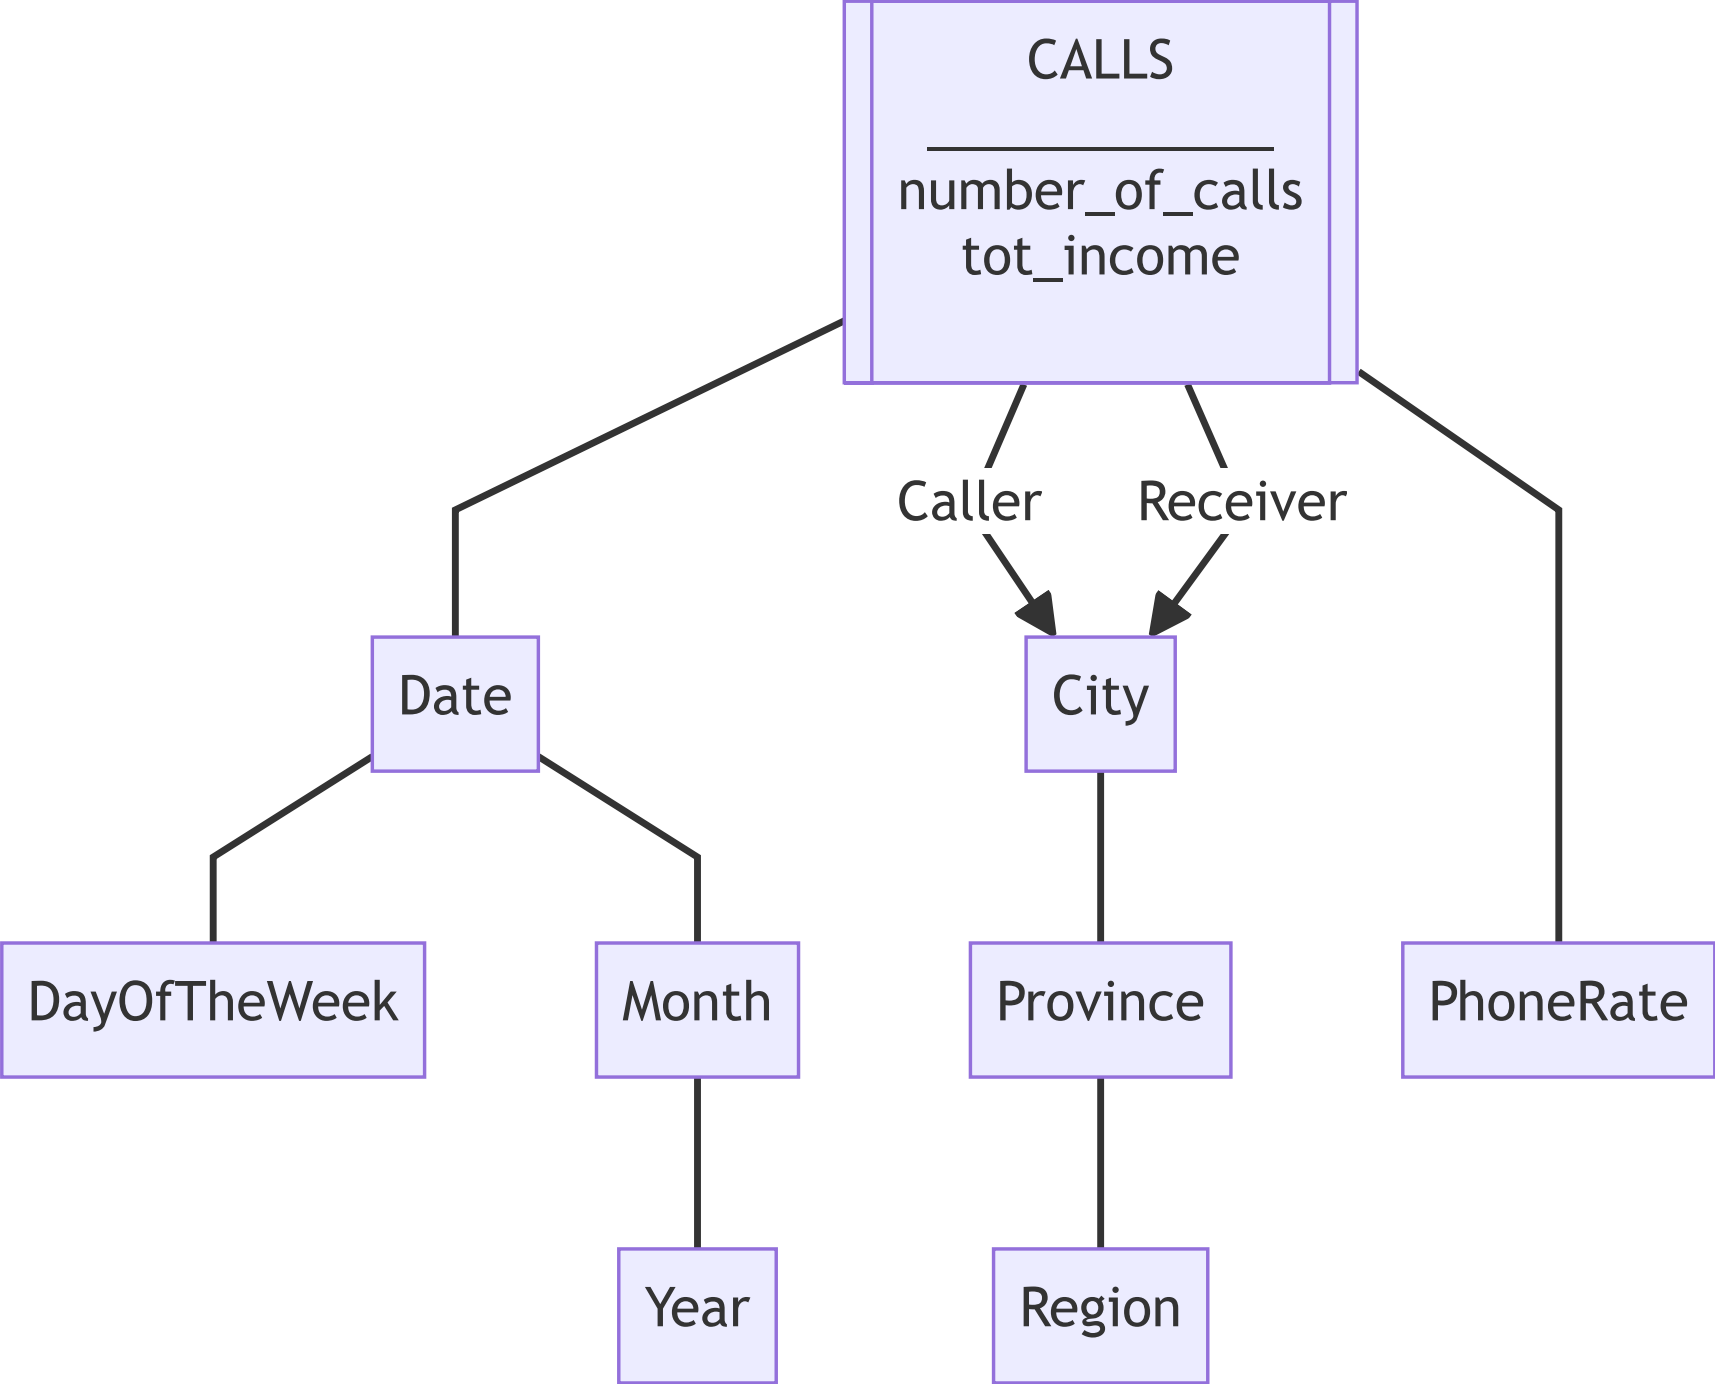 CALLS
number_of_calls
tot_income
Caller
Receiver
Date
City
DayOfTheWeek
Month
Province
PhoneRate
Year
Region